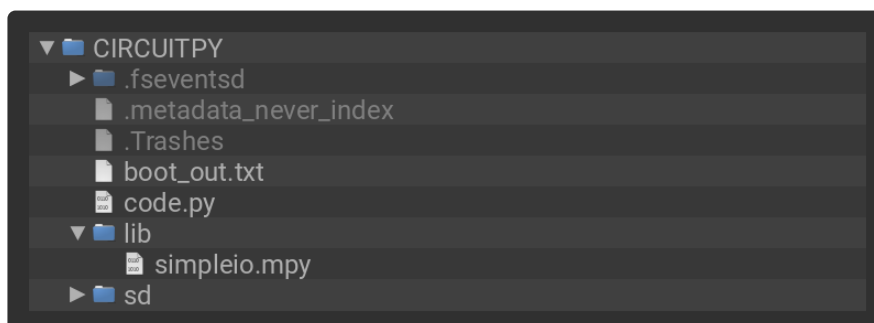 CIRCUITPY
.fseventsd
.metadata_never_index
.Trashes
boot_out.txt
code.py
lib
simpleio.mpy
sd